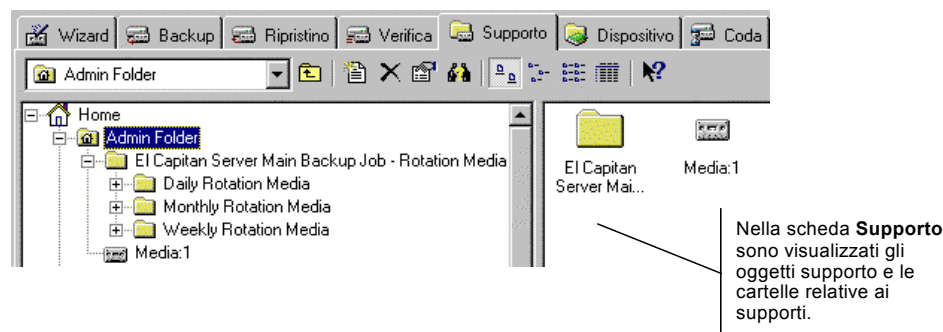 Wizard Backup Ripristino Verifica Supporto Dispositivo Coda
Admin Folder
Home
Admin Folder
El Capitan Server Main Backup Job - Rotation Media
Daily Rotation Media
Monthly Rotation Media
Weekly Rotation Media
Media:1
El Capitan
Server Mai...
Media:1
Nella scheda Supporto
sono visualizzati gli
oggetti supporto e le
cartelle relative ai
supporti.